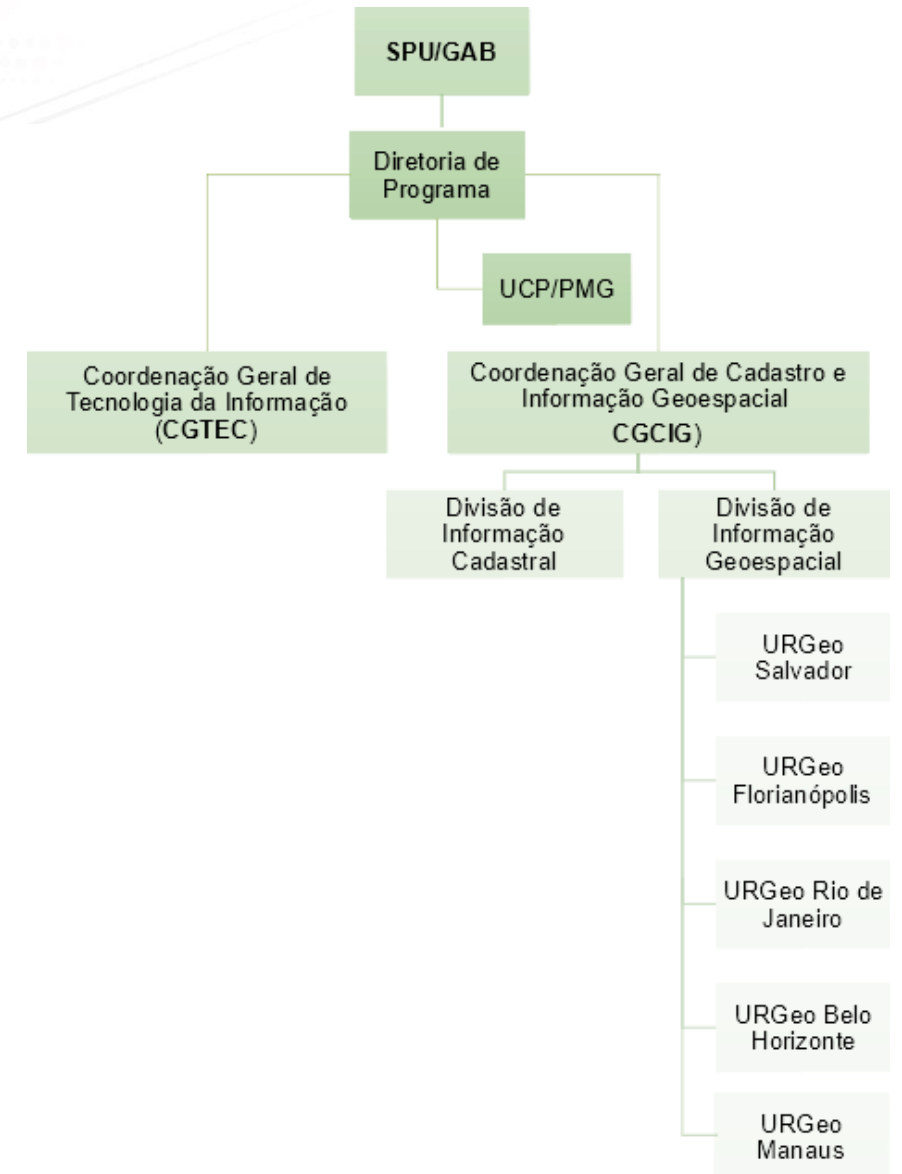 SPU/GAB
Diretoria de
Programa
UCP/PMG
Coordenação Geral de
Tecnologia da Informação
(CGTEC)
Coordenação Geral de Cadastro e
Informação Geoespacial
CGCIG)
Divisão de
Informação
Cadastral
Divisão de
Informação
Geoespacial
URGeo
Salvador
URGeo
Florianópolis
URGeo Rio de
Janeiro
URGeo Belo
Horizonte
URGeo
Manaus